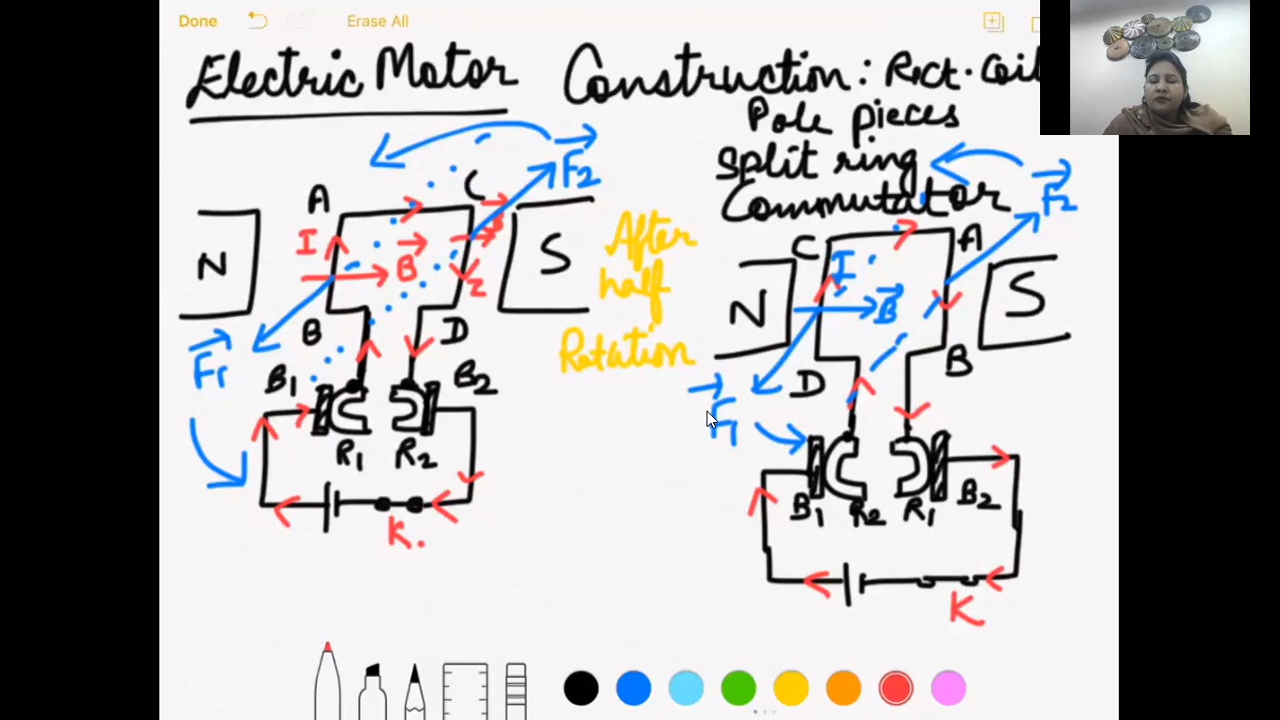 Done
Erase All
Electric Motor
Construction: Rect. Coil
Pole pieces
Split ring
Commutator
F2
A
C
I
B
N
S
I
B
D
F1
B1
B2
R1
R2
K.
After
half
Rotation
F2
C
A
I
B
N
S
D
B
F1
B1
R2
R1
B2
K